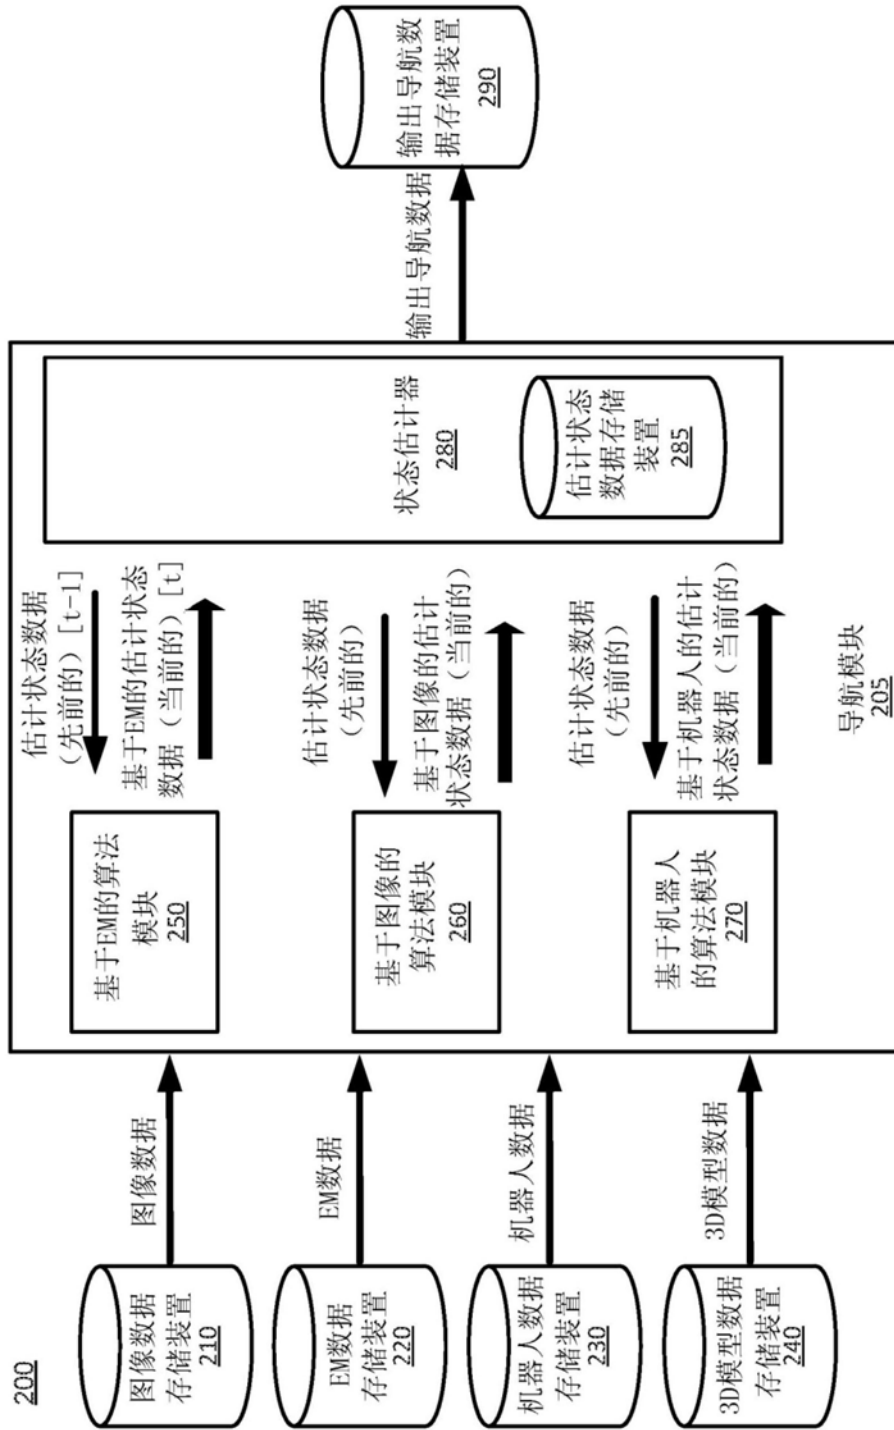 200
图像数据
存储装置
210
EM数据
存储装置
220
机器人数据
存储装置
230
3D模型数据
存储装置
240
图像数据
EM数据
机器人数据
3D模型数据
基于EM的算法
模块
250
基于图像的
算法模块
260
基于机器人
的算法模块
270
估计状态数据
（先前的）[t-1]
基于EM的估计状态
数据（当前的）[t]
估计状态数据
（先前的）
基于图像的估计
状态数据（当前的）
估计状态数据
（先前的）
基于机器人的估计
状态数据（当前的）
导航模块
205
状态估计器
280
估计状态
数据存储
装置
285
输出导航数据
输出导航数
据存储装置
290